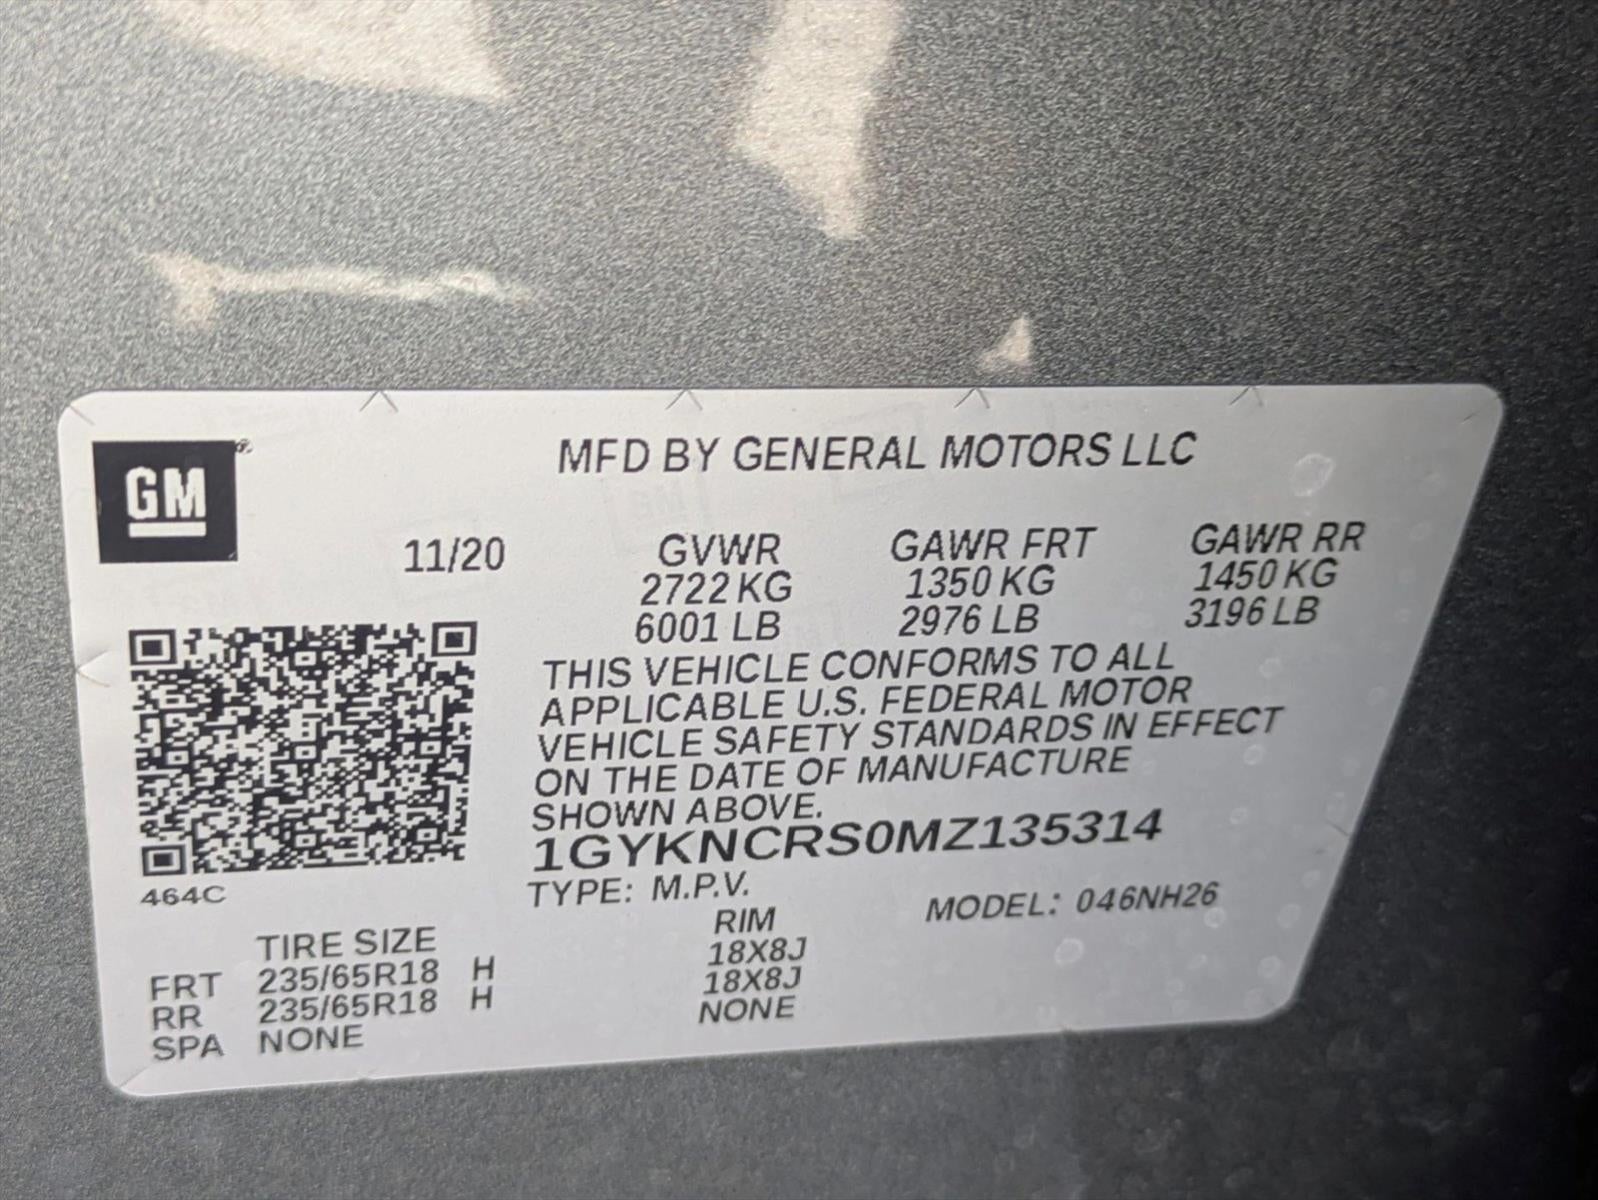 GM
MFD BY GENERAL MOTORS LLC
11/20 GVWR GAWR FRT GAWR RR
2722 KG 1350 KG 1450 KG
6001 LB 2976 LB 3196 LB
THIS VEHICLE CONFORMS TO ALL
APPLICABLE U.S. FEDERAL MOTOR
VEHICLE SAFETY STANDARDS IN EFFECT
ON THE DATE OF MANUFACTURE
SHOWN ABOVE.
1GYKNCRS0MZ135314
464C
TYPE: M.P.V. MODEL: 046NH26
TIRE SIZE RIM
FRT 235/65R18 H 18X8J
RR 235/65R18 H 18X8J
SPA NONE NONE